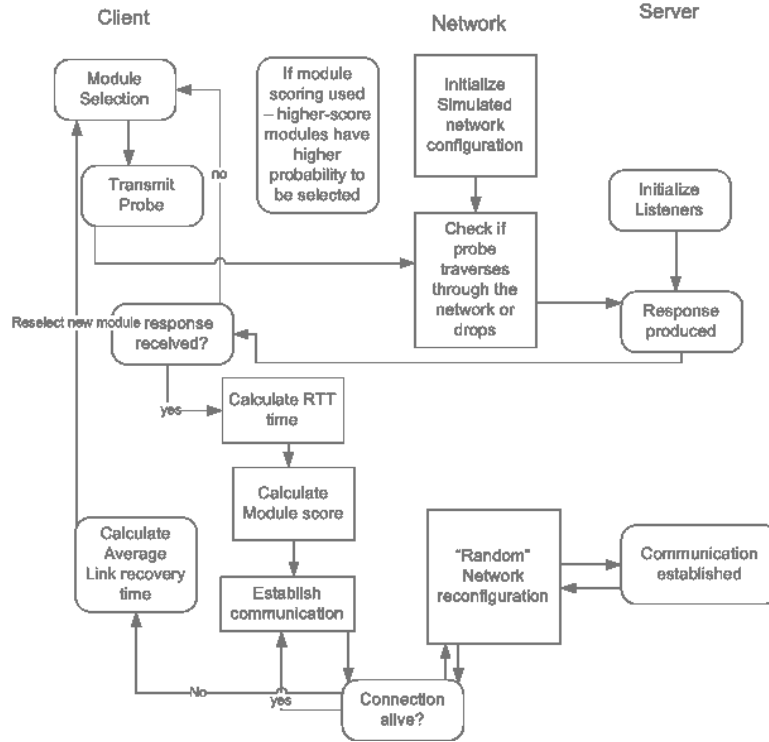 Client
Network
Server
Module
Selection
If module
scoring used
– higher-score
modules have
higher
probability to
be selected
Initialize
Simulated
network
configuration
no
Transmit
Probe
Initialize
Listeners
Check if
probe
traverses
through the
network or
drops
Response
produced
Reselect new module
response
received?
yes
Calculate RTT
time
Calculate
Module score
Calculate
Average
Link recovery
time
"Random"
Network
reconfiguration
Communication
established
Establish
communication
No
yes
Connection
alive?